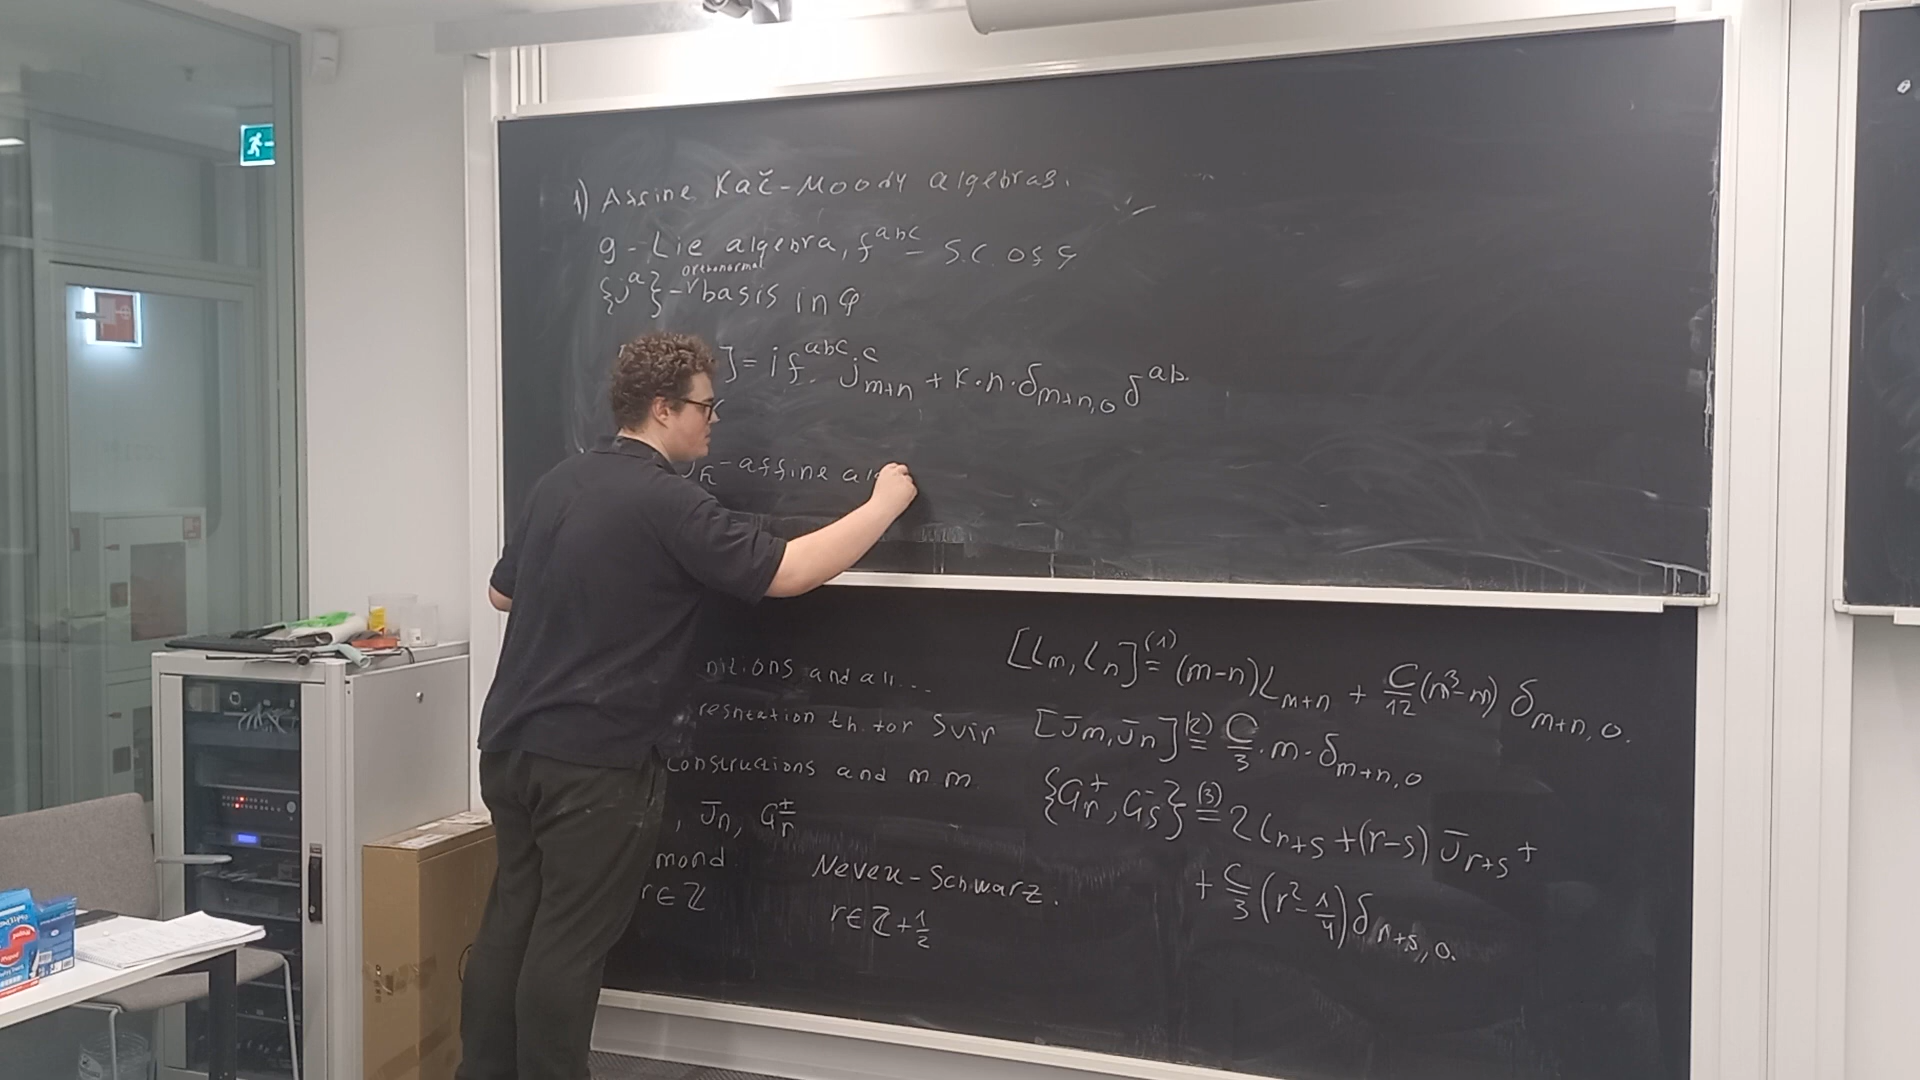 1) Affine Kač-Moody algebras.
g - Lie algebra, f^{abc} - s.c. of g
orthonormal
{j^a} - basis in g
] = i f^{abc} j^c_{m+n} + k·n·δ_{m+n,0} δ^{ab}.
k - affine al
nitions and all...
resntation th. for Svir
constructions and m.m.
, J_n, G^±_r
mond.
r∈ℤ
Neveu-Schwarz.
r∈ℤ+1/2
[L_m, L_n] =^{(1)} (m-n)L_{m+n} + C/12 (m^3-m) δ_{m+n,0}.
[J_m, J_n] =^{(2)} C/3 · m · δ_{m+n,0}
{G^+_r, G^-_s} =^{(3)} 2L_{r+s} + (r-s) J_{r+s} +
+ C/3 (r^2 - 1/4) δ_{r+s,0}.